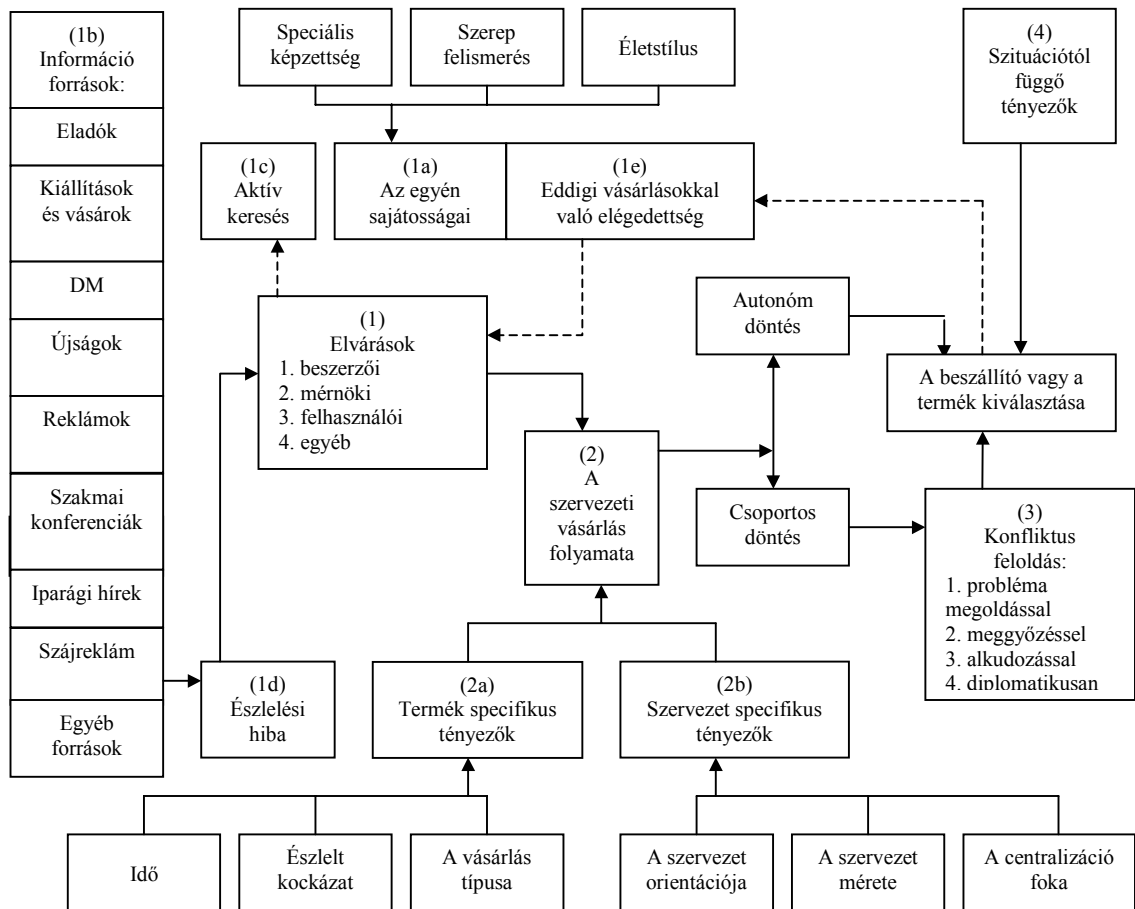 (1b)
Információ
források:
Eladók
Kiállítások
és vásárok
DM
Újságok
Reklámok
Szakmai
konferenciák
Iparági hírek
Szájreklám
Egyéb
források
Speciális
képzettség
Szerep
felismerés
Életstílus
(4)
Szituációtól
függő
tényezők
(1c)
Aktív
keresés
(1a)
Az egyén
sajátosságai
(1e)
Eddigi vásárlásokkal
való elégedettség
(1)
Elvárások
1. beszerzői
2. mérnöki
3. felhasználói
4. egyéb
Autonóm
döntés
A beszállító vagy a
termék kiválasztása
(2)
A
szervezeti
vásárlás
folyamata
Csoportos
döntés
(3)
Konfliktus
feloldás:
1. probléma
megoldással
2. meggyőzéssel
3. alkudozással
4. diplomatikusan
(1d)
Észlelési
hiba
(2a)
Termék specifikus
tényezők
(2b)
Szervezet specifikus
tényezők
Idő
Észlelt
kockázat
A vásárlás
típusa
A szervezet
orientációja
A szervezet
mérete
A centralizáció
foka